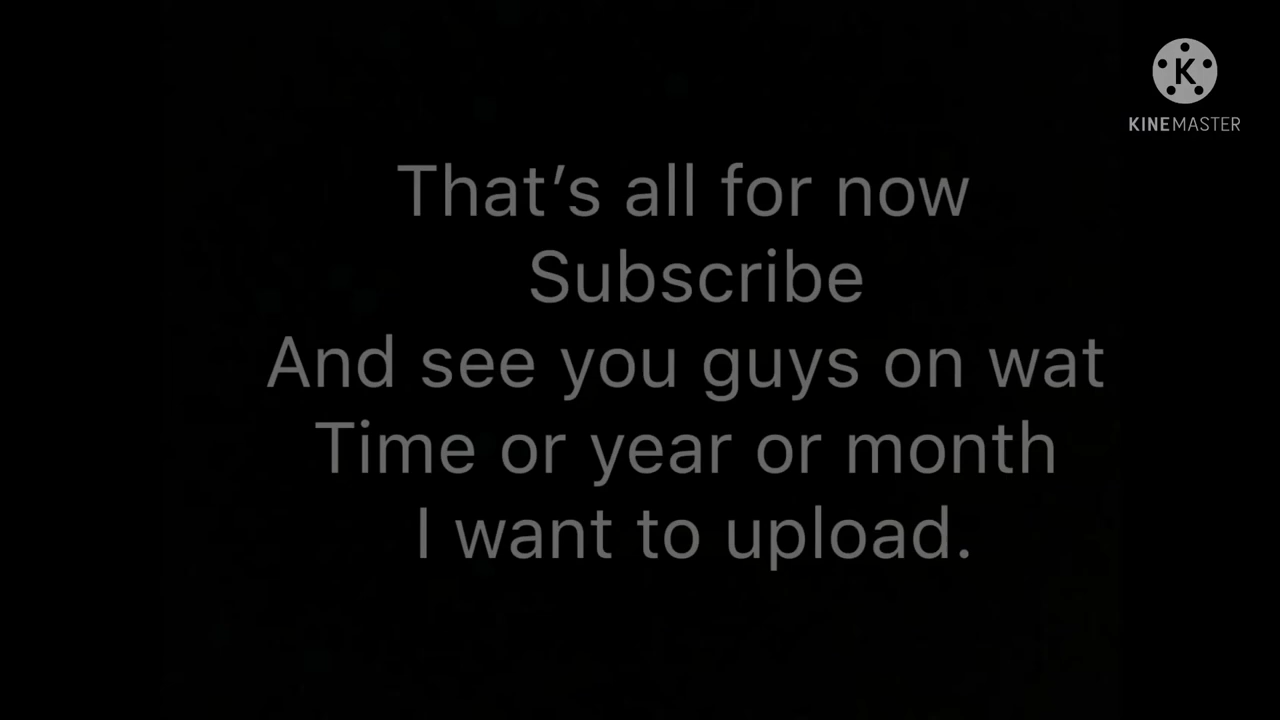 K
KINEMASTER
That’s all for now
Subscribe
And see you guys on wat
Time or year or month
I want to upload.